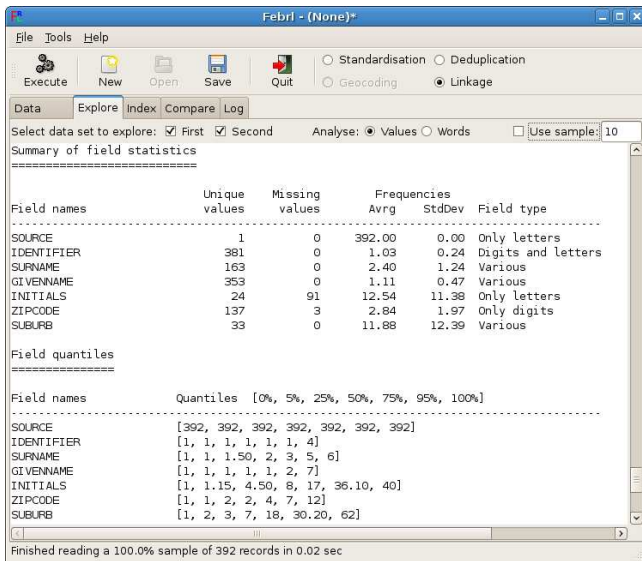 Febrl - (None)*
File Tools Help
Execute New Open Save Quit Standardisation Deduplication
Geocoding Linkage
Data Explore Index Compare Log
Select data set to explore: First Second Analyse: Values Words Use sample: 10
Summary of field statistics
===========================
Unique Missing Frequencies
Field names values values Avrg StdDev Field type
SOURCE 1 0 392.00 0.00 Only letters
IDENTIFIER 381 0 1.03 0.24 Digits and letters
SURNAME 163 0 2.40 1.24 Various
GIVENNAME 353 0 1.11 0.47 Various
INITIALS 24 91 12.54 11.38 Only letters
ZIPCODE 137 3 2.84 1.97 Only digits
SUBURB 33 0 11.88 12.39 Various
Field quantiles
===============
Field names Quantiles [0%, 5%, 25%, 50%, 75%, 95%, 100%]
SOURCE [392, 392, 392, 392, 392, 392, 392]
IDENTIFIER [1, 1, 1, 1, 1, 1, 4]
SURNAME [1, 1, 1.50, 2, 3, 5, 6]
GIVENNAME [1, 1, 1, 1, 1, 2, 7]
INITIALS [1, 1.15, 4.50, 8, 17, 36.10, 40]
ZIPCODE [1, 1, 2, 2, 4, 7, 12]
SUBURB [1, 2, 3, 7, 18, 30.20, 62]
Finished reading a 100.0% sample of 392 records in 0.02 sec